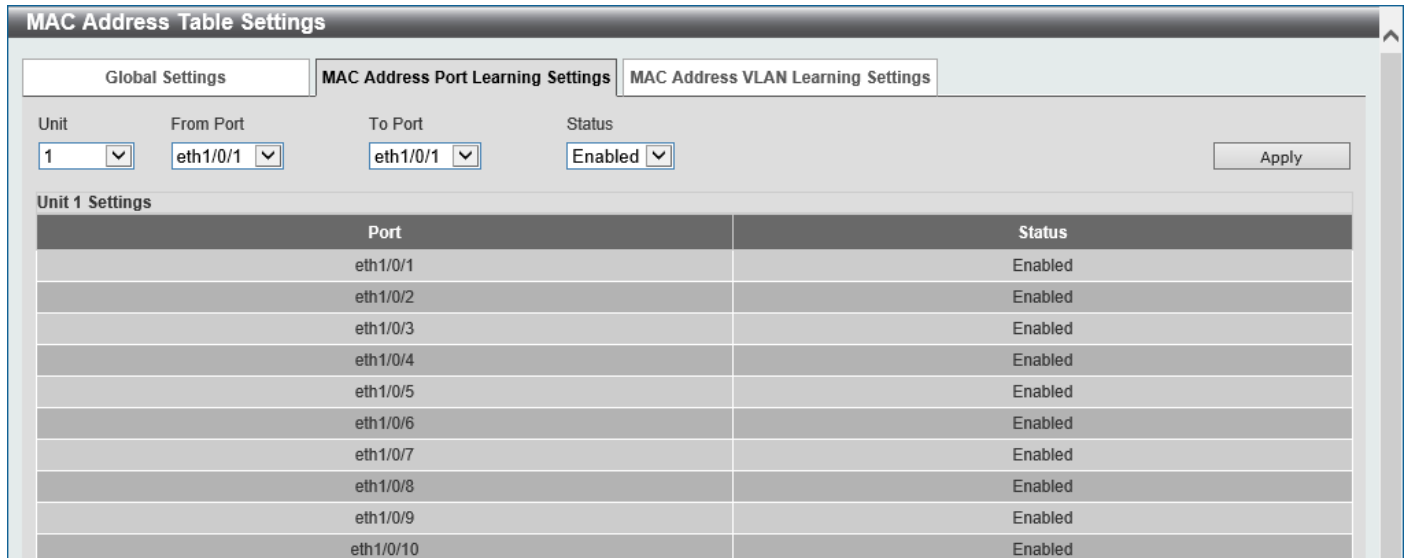 MAC Address Table Settings
Global Settings MAC Address Port Learning Settings MAC Address VLAN Learning Settings
Unit From Port To Port Status
1 eth1/0/1 eth1/0/1 Enabled Apply
Unit 1 Settings
Port Status
eth1/0/1 Enabled
eth1/0/2 Enabled
eth1/0/3 Enabled
eth1/0/4 Enabled
eth1/0/5 Enabled
eth1/0/6 Enabled
eth1/0/7 Enabled
eth1/0/8 Enabled
eth1/0/9 Enabled
eth1/0/10 Enabled